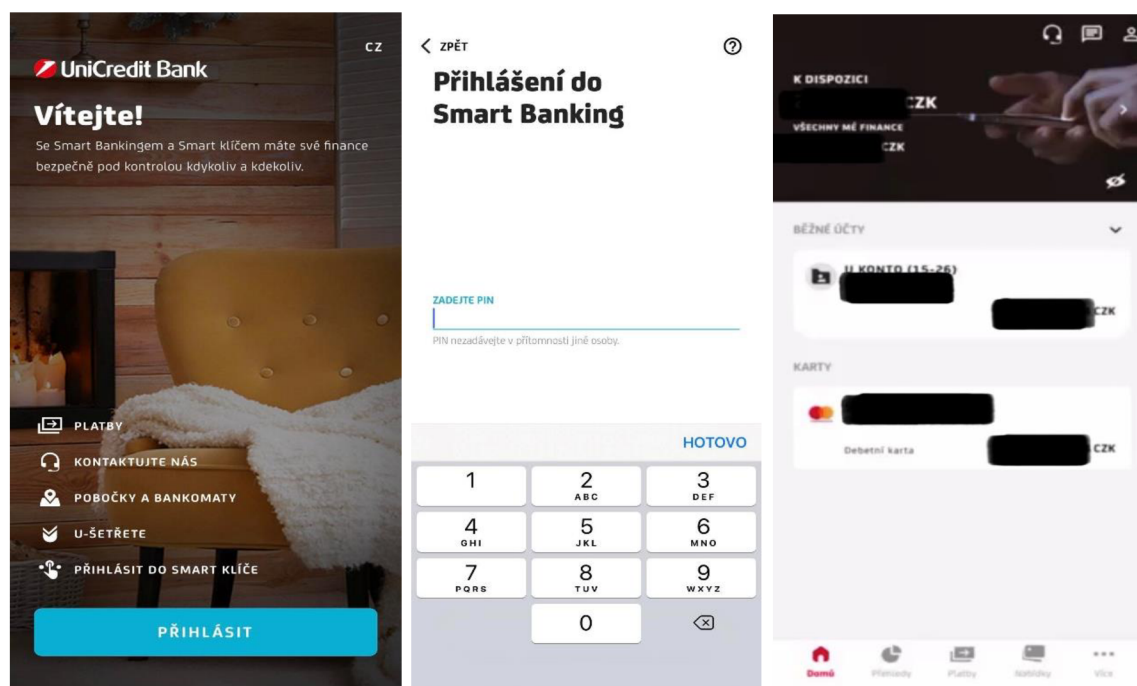 CZ
UniCredit Bank
Vítejte!
Se Smart Bankingem a Smart klíčem máte své finance
bezpečně pod kontrolou kdykoliv a kdekoliv.
PLATBY
KONTAKTUJTE NÁS
POBOČKY A BANKOMATY
U-ŠETŘETE
PŘIHLÁSIT DO SMART KLÍČE
PŘIHLÁSIT
ZPĚT
Přihlášení do
Smart Banking
ZADEJTE PIN
PIN nezadávejte v přítomnosti jiné osoby.
HOTOVO
1 2 3
ABC DEF
4 5 6
GHI JKL MNO
7 8 9
PQRS TUV WXYZ
0
K DISPOZICI
CZK
VŠECHNY MÉ FINANCE
CZK
BĚŽNÉ ÚČTY
U KONTO (15-26)
CZK
KARTY
Debetní karta
CZK
Domů Přehledy Platby Nabídky Více